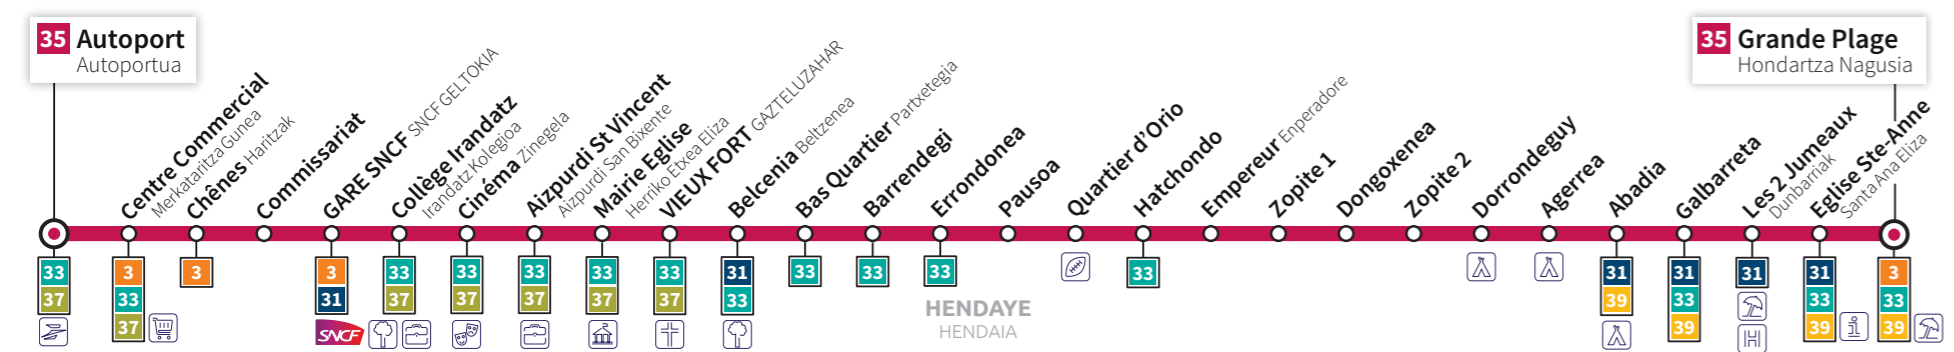 35 Autoport
Autoportua
35 Grande Plage
Hondartza Nagusia
Centre Commercial
Merkataritza Gunea
Chênes Haritzak
Commissariat
GARE SNCF SNCF GELTOKIA
Collège Irandatz
Irandatz Kolegioa
Cinéma Zinegela
Aizpurdi St Vincent
Aizpurdi San Bixente
Mairie Eglise
Herriko Etxea Eliza
VIEUX FORT GAZTELUZAHAR
Belcenia Beltzenea
Bas Quartier Partxetegia
Barrendegi
Errondonea
Pausoa
Quartier d'Orio
Hatchondo
Empereur Enperadore
Zopite 1
Dongoxenea
Zopite 2
Dorrondeguy
Agerrea
Abadia
Galbarreta
Les 2 Jumeaux
Dunbarriak
Eglise Ste-Anne
Santa Ana Eliza
33
37
3
33
37
3
3
31
SNCF
33
37
33
37
33
37
33
37
33
37
31
33
33
33
33
33
31
39
31
33
39
31
H
31
33
39
i
3
33
39
HENDAYE
HENDAIA